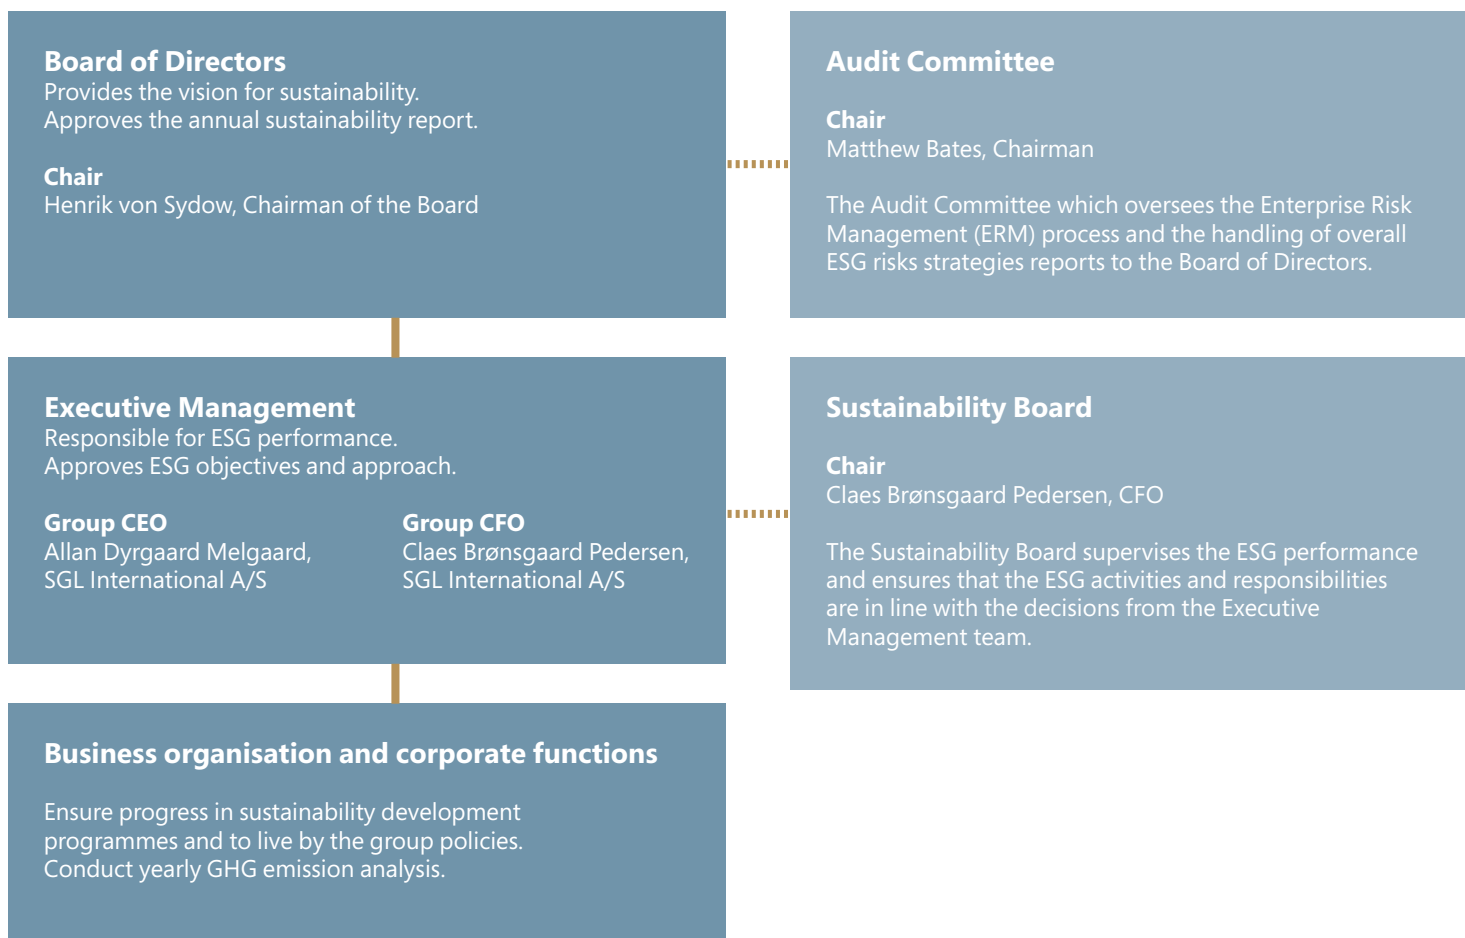 Board of Directors
Provides the vision for sustainability.
Approves the annual sustainability report.
Chair
Henrik von Sydow, Chairman of the Board
Audit Committee
Chair
Matthew Bates, Chairman
The Audit Committee which oversees the Enterprise Risk
Management (ERM) process and the handling of overall
ESG risks strategies reports to the Board of Directors.
Executive Management
Responsible for ESG performance.
Approves ESG objectives and approach.
Group CEO
Allan Dyrgaard Melgaard,
SGL International A/S
Group CFO
Claes Brønsgaard Pedersen,
SGL International A/S
Sustainability Board
Chair
Claes Brønsgaard Pedersen, CFO
The Sustainability Board supervises the ESG performance
and ensures that the ESG activities and responsibilities
are in line with the decisions from the Executive
Management team.
Business organisation and corporate functions
Ensure progress in sustainability development
programmes and to live by the group policies.
Conduct yearly GHG emission analysis.